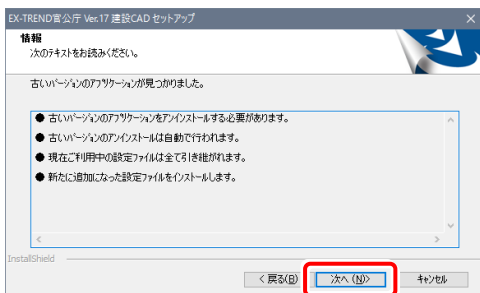 EX-TREND官公庁 Ver.17 建設CAD セットアップ
情報
次のテキストをお読みください。
古いバージョンのアプリケーションが見つかりました。
● 古いバージョンのアプリケーションをアンインストールする必要があります。
● 古いバージョンのアンインストールは自動で行われます。
● 現在ご利用中の設定ファイルは全て引き継がれます。
● 新たに追加になった設定ファイルをインストールします。
InstallShield
< 戻る(B)
次へ (N)>
キャンセル